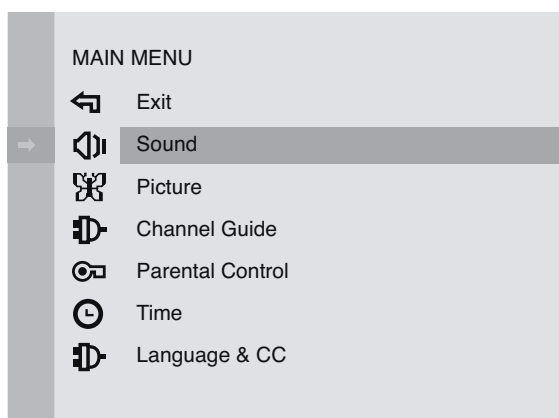 MAIN MENU
Exit
Sound
Picture
Channel Guide
Parental Control
Time
Language & CC